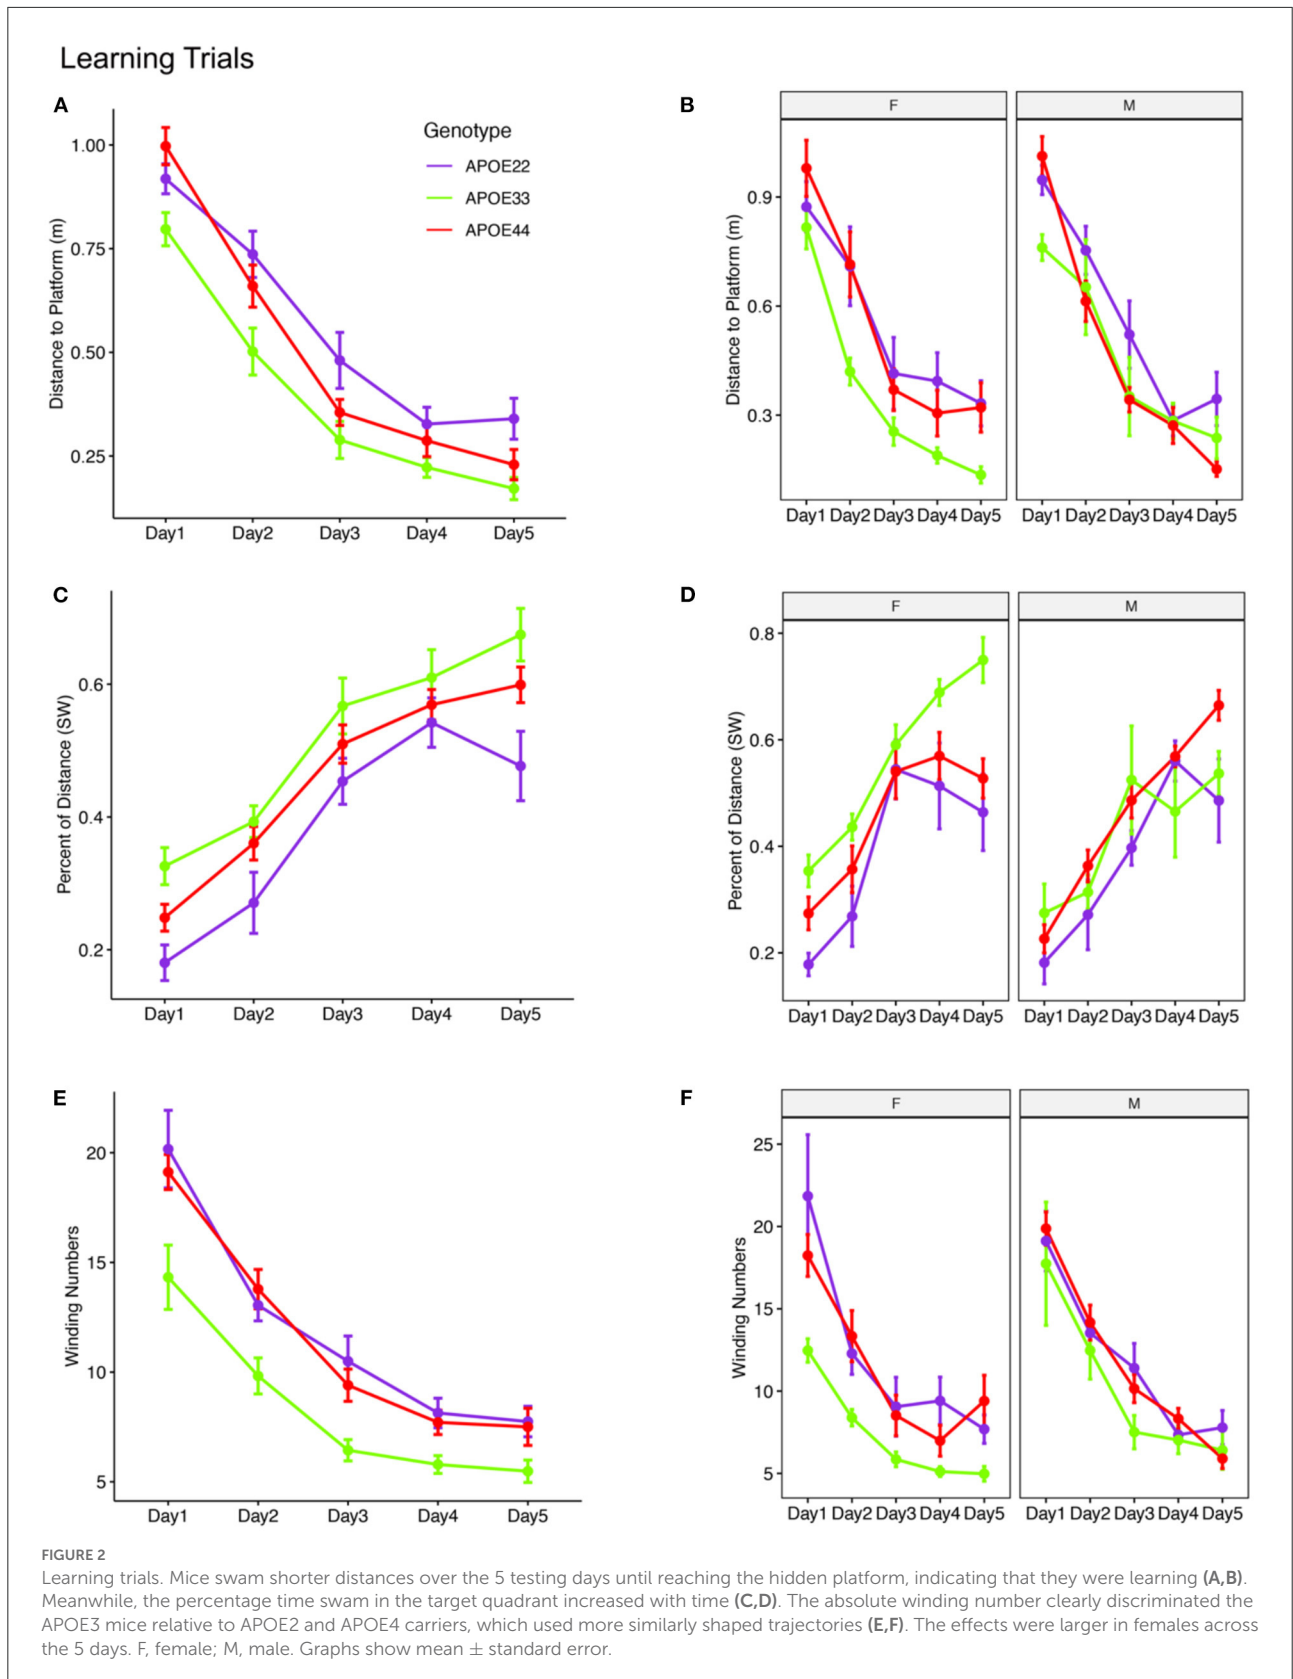 Learning Trials
A
Distance to Platform (m)
1.00
0.75
0.50
0.25
Day1 Day2 Day3 Day4 Day5
Genotype
APOE22
APOE33
APOE44
B
F
M
Distance to Platform (m)
0.9
0.6
0.3
Day1 Day2 Day3 Day4 Day5
Day1 Day2 Day3 Day4 Day5
C
Percent of Distance (SW)
0.6
0.4
0.2
Day1 Day2 Day3 Day4 Day5
D
F
M
Percent of Distance (SW)
0.8
0.6
0.4
0.2
Day1 Day2 Day3 Day4 Day5
Day1 Day2 Day3 Day4 Day5
E
Winding Numbers
20
15
10
5
Day1 Day2 Day3 Day4 Day5
F
F
M
Winding Numbers
25
20
15
10
5
Day1 Day2 Day3 Day4 Day5
Day1 Day2 Day3 Day4 Day5
FIGURE 2
Learning trials. Mice swam shorter distances over the 5 testing days until reaching the hidden platform, indicating that they were learning (A,B).
Meanwhile, the percentage time swam in the target quadrant increased with time (C,D). The absolute winding number clearly discriminated the
APOE3 mice relative to APOE2 and APOE4 carriers, which used more similarly shaped trajectories (E,F). The effects were larger in females across
the 5 days. F, female; M, male. Graphs show mean ± standard error.